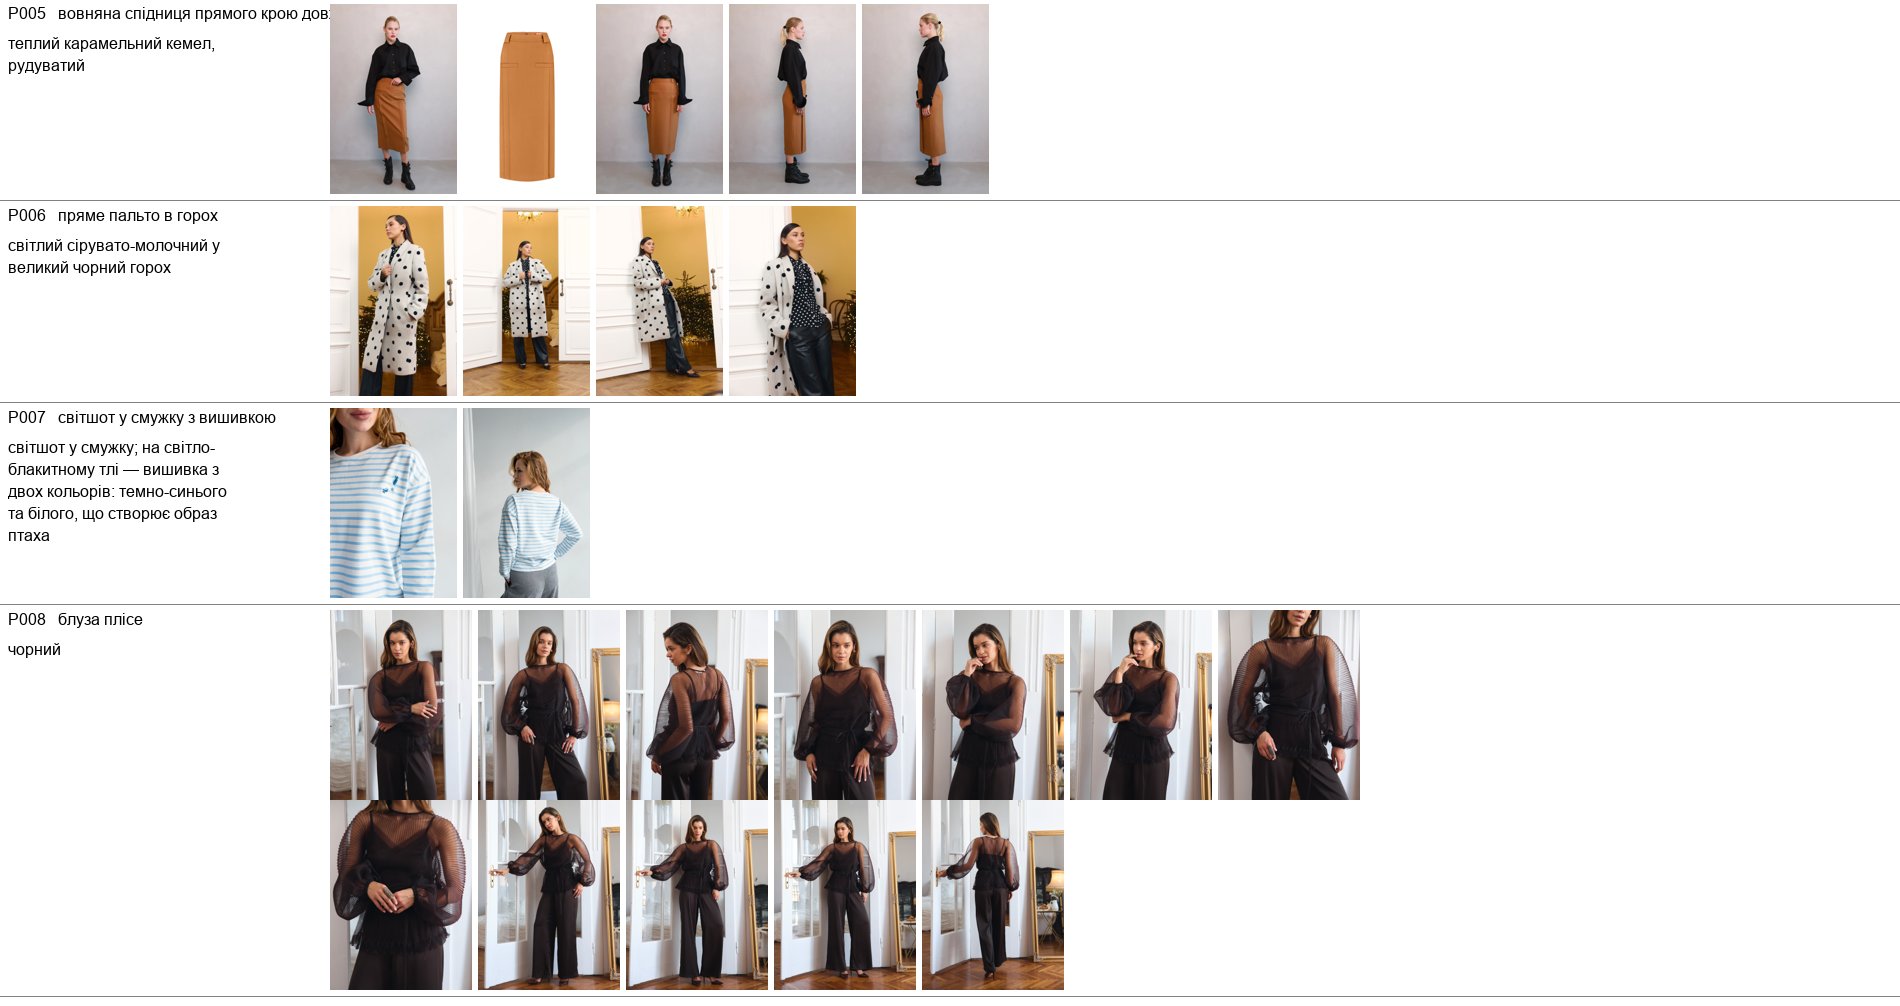 P005 вовняна спідниця прямого крою
теплий карамельний кемел,
рудуватий
P006 пряме пальто в горох
світлий сірувато-молочний у
великий чорний горох
P007 світшот у смужку з вишивкою
світшот у смужку; на світло-
блакитному тлі — вишивка з
двох кольорів: темно-синього
та білого, що створює образ
птаха
P008 блуза плісе
чорний